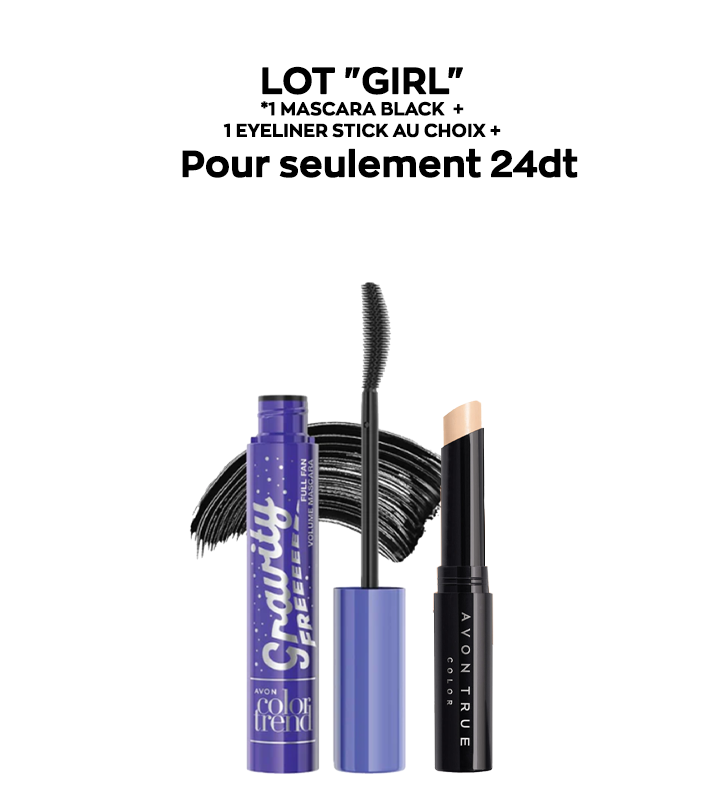 LOT "GIRL"
*1 MASCARA BLACK +
1 EYELINER STICK AU CHOIX +
Pour seulement 24dt
Gravity
FREEEEEEE
FULL FAN
VOLUME MASCARA
AVON
color
trend
AVON TRUE
COLOR